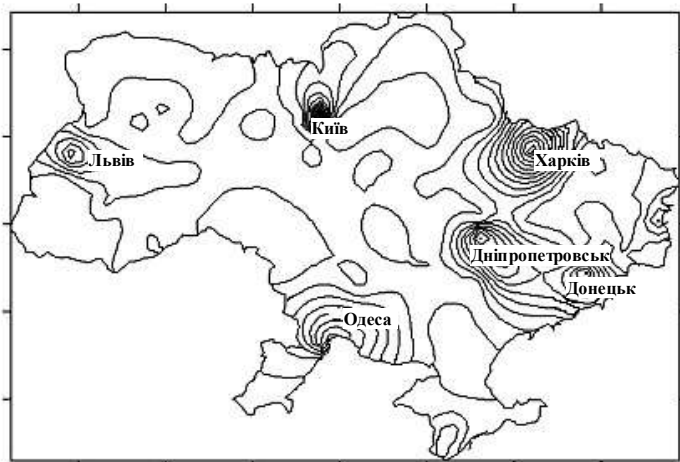 Київ
Львів
Харків
Дніпропетровськ
Донецьк
Одеса